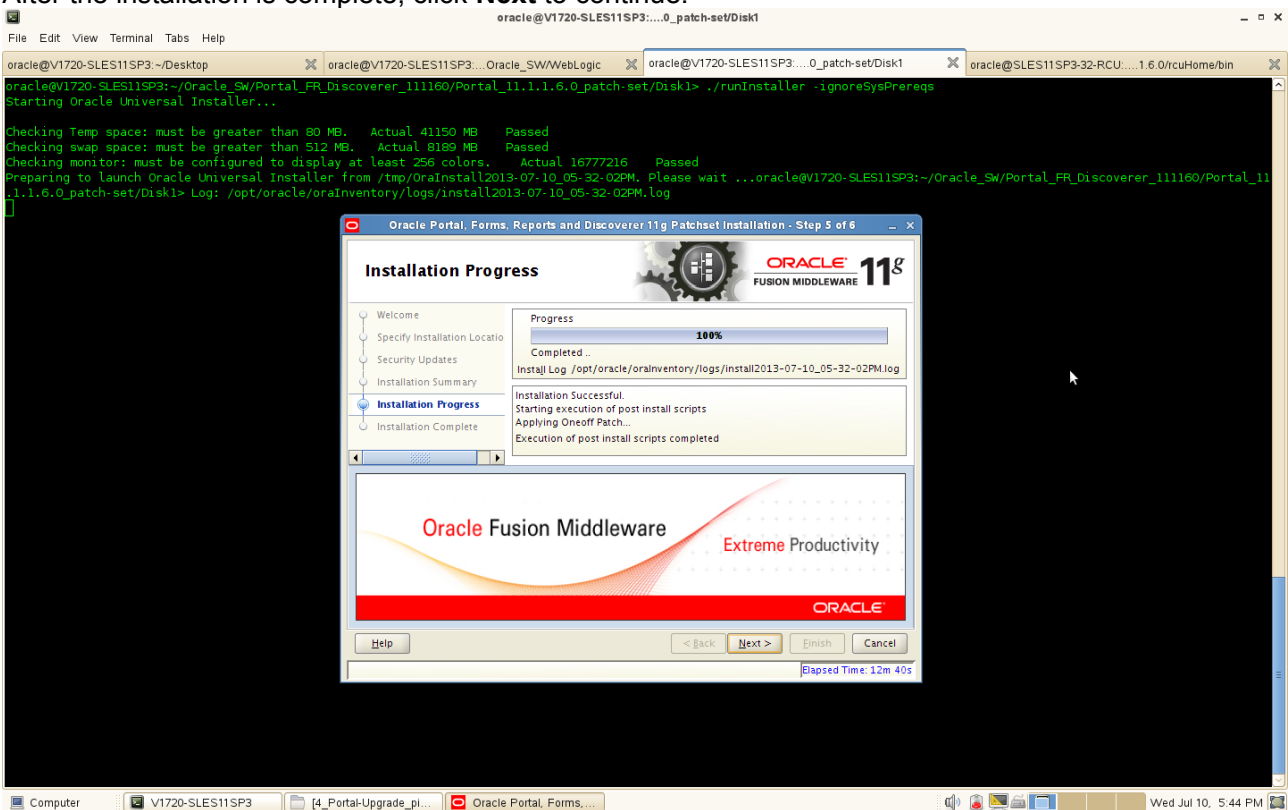 After the installation is complete, click Next to continue.
oracle@V1720-SLES11SP3:....0_patch-set/Disk1
File Edit View Terminal Tabs Help
oracle@V1720-SLES11SP3:~/Desktop
oracle@V1720-SLES11SP3:...Oracle_SW/WebLogic
oracle@V1720-SLES11SP3:....0_patch-set/Disk1
oracle@SLES11SP3-32-RCU:....1.6.0/rcuHome/bin
oracle@V1720-SLES11SP3:~/Oracle_SW/Portal_FR_Discoverer_111160/Portal_11.1.1.6.0_patch-set/Disk1> ./runInstaller -ignoreSysPrereqs
Starting Oracle Universal Installer...
Checking Temp space: must be greater than 80 MB. Actual 41150 MB Passed
Checking swap space: must be greater than 512 MB. Actual 8189 MB Passed
Checking monitor: must be configured to display at least 256 colors. Actual 16777216 Passed
Preparing to launch Oracle Universal Installer from /tmp/OraInstall2013-07-10_05-32-02PM. Please wait ...oracle@V1720-SLES11SP3:~/Oracle_SW/Portal_FR_Discoverer_111160/Portal_11
.1.1.6.0_patch-set/Disk1> Log: /opt/oracle/oraInventory/logs/install2013-07-10_05-32-02PM.log
Oracle Portal, Forms, Reports and Discoverer 11g Patchset Installation - Step 5 of 6
Installation Progress
ORACLE
FUSION MIDDLEWARE
11g
Welcome
Specify Installation Locatio
Security Updates
Installation Summary
Installation Progress
Installation Complete
Progress
100%
Completed ..
Install Log /opt/oracle/oraInventory/logs/install2013-07-10_05-32-02PM.log
Installation Successful.
Starting execution of post install scripts
Applying Oneoff Patch...
Execution of post install scripts completed
Oracle Fusion Middleware
Extreme Productivity
ORACLE
Help
< Back
Next >
Finish
Cancel
Elapsed Time: 12m 40s
Computer
V1720-SLES11SP3
[4_Portal-Upgrade_pi...
Oracle Portal, Forms,...
Wed Jul 10, 5:44 PM